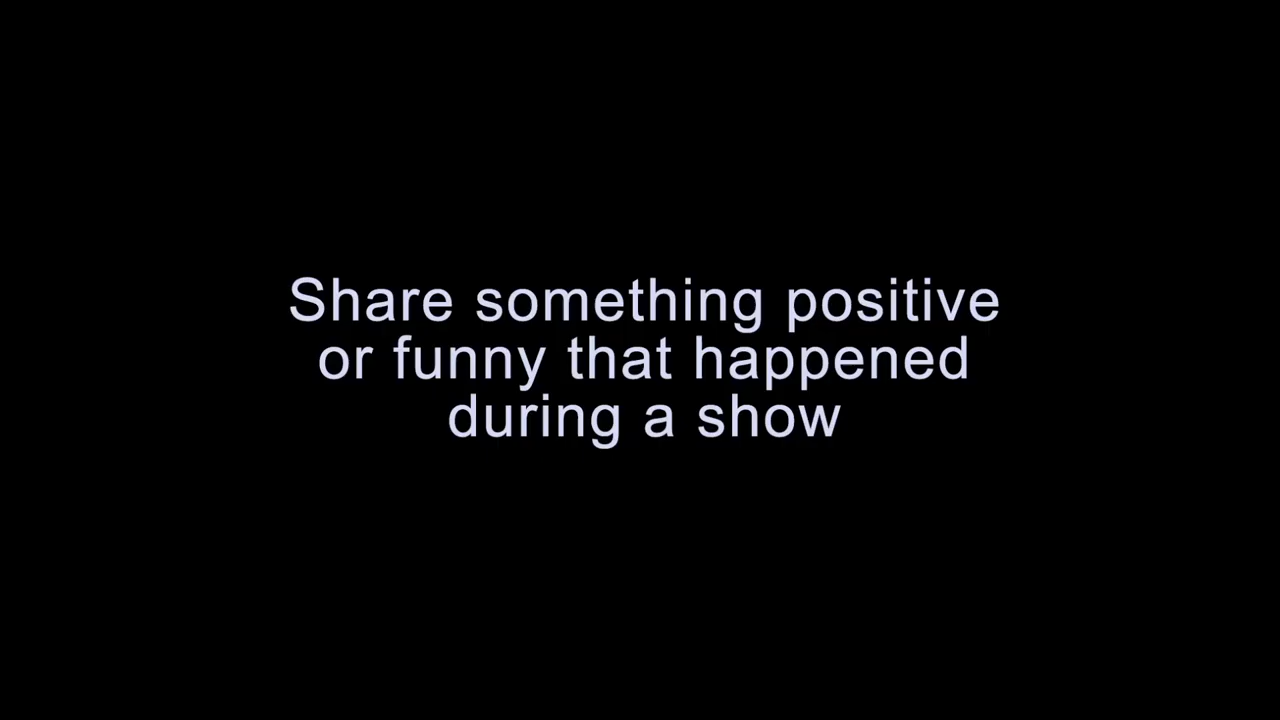 Share something positive
or funny that happened
during a show